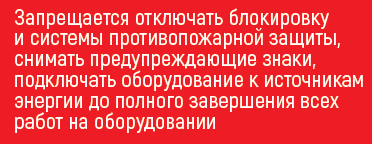 Запрещается отключать блокировку
и системы противопожарной защиты,
снимать предупреждающие знаки,
подключать оборудование к источникам
энергии до полного завершения всех
работ на оборудовании